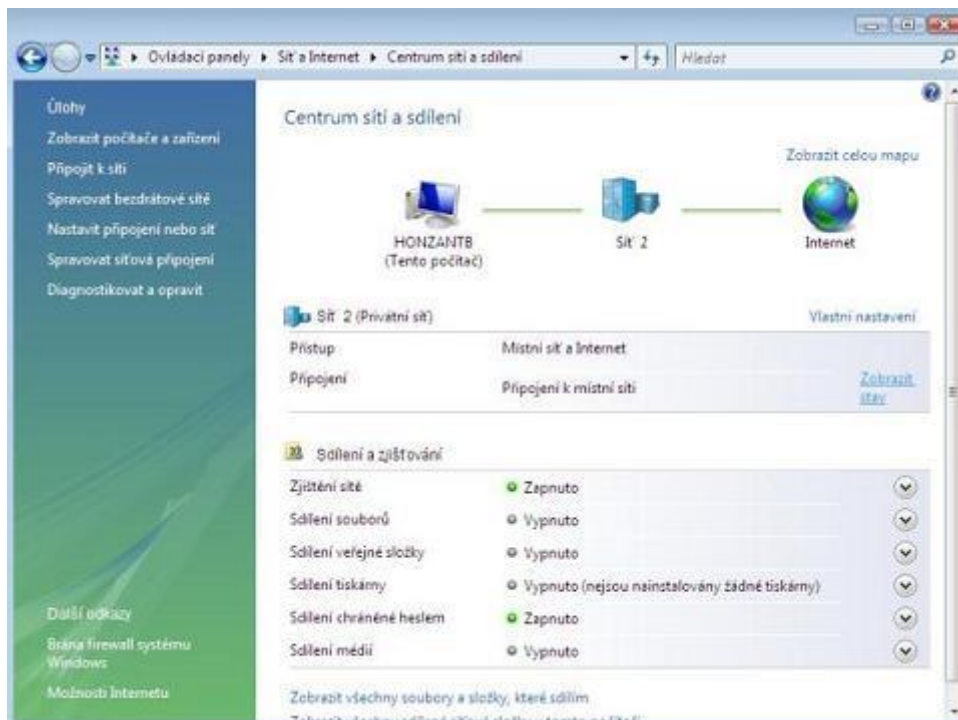 Ovládací panely ▸ Síť a Internet ▸ Centrum sítí a sdílení
Hledat
Úlohy
Zobrazit počítače a zařízení
Připojit k síti
Spravovat bezdrátové sítě
Nastavit připojení nebo síť
Spravovat síťová připojení
Diagnostikovat a opravit
Další odkazy
Brána firewall systému
Windows
Možnosti Internetu
Centrum sítí a sdílení
Zobrazit celou mapu
HONZANTB
(Tento počítač)
Síť 2
Internet
Síť 2 (Privátní síť)
Vlastní nastavení
Přístup
Místní síť a Internet
Připojení
Připojení k místní síti
Zobrazit
stav
Sdílení a zjišťování
Zjištění sítě
Zapnuto
Sdílení souborů
Vypnuto
Sdílení veřejné složky
Vypnuto
Sdílení tiskárny
Vypnuto (nejsou nainstalovány žádné tiskárny)
Sdílení chráněné heslem
Zapnuto
Sdílení médií
Vypnuto
Zobrazit všechny soubory a složky, které sdílím